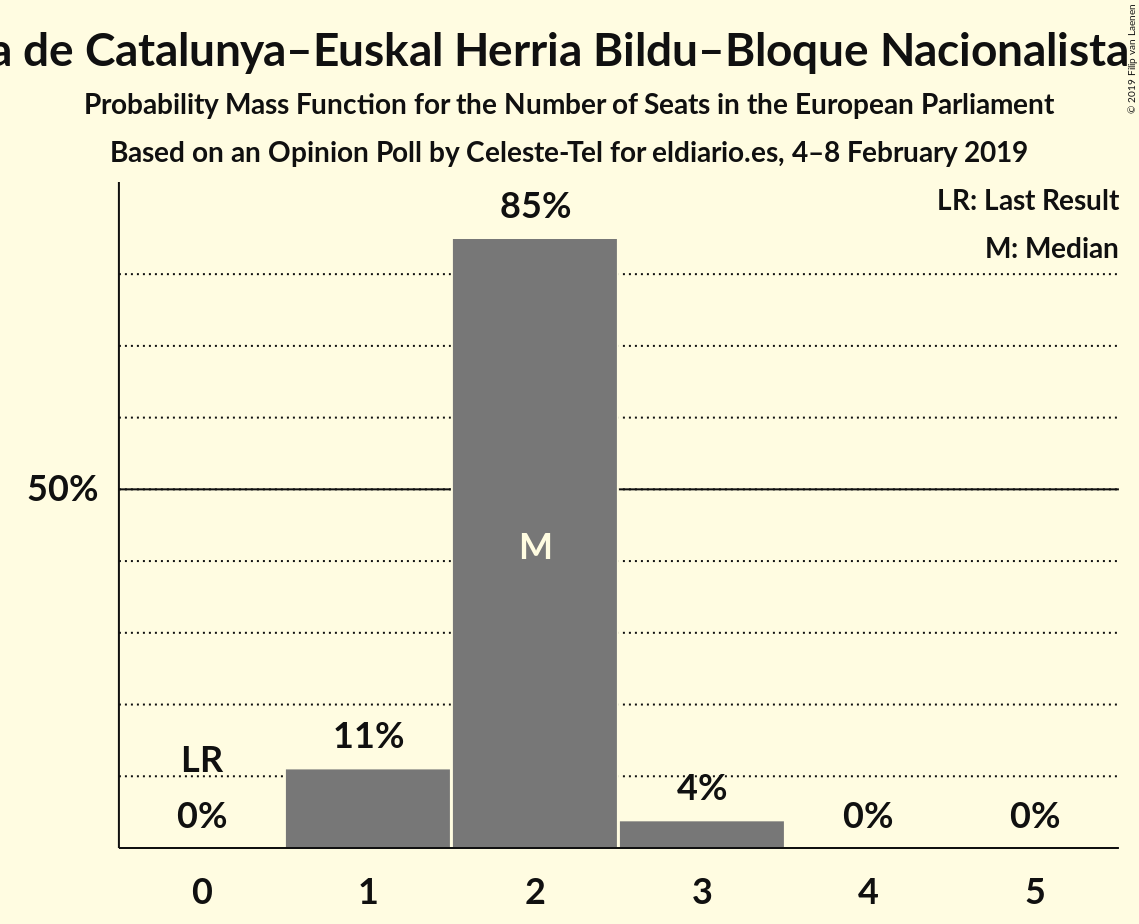 a de Catalunya–Euskal Herria Bildu–Bloque Nacionalista
Probability Mass Function for the Number of Seats in the European Parliament
Based on an Opinion Poll by Celeste-Tel for eldiario.es, 4–8 February 2019
© 2019 Filip van Laenen
LR: Last Result
M: Median
85%
50%
M
LR
11%
4%
0%
0%
0%
0 1 2 3 4 5